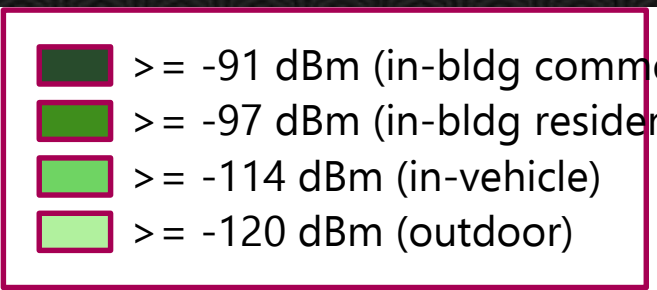 >= -91 dBm (in-bldg
>= -97 dBm (in-bldg
>= -114 dBm (in-vehicle)
>= -120 dBm (outdoor)